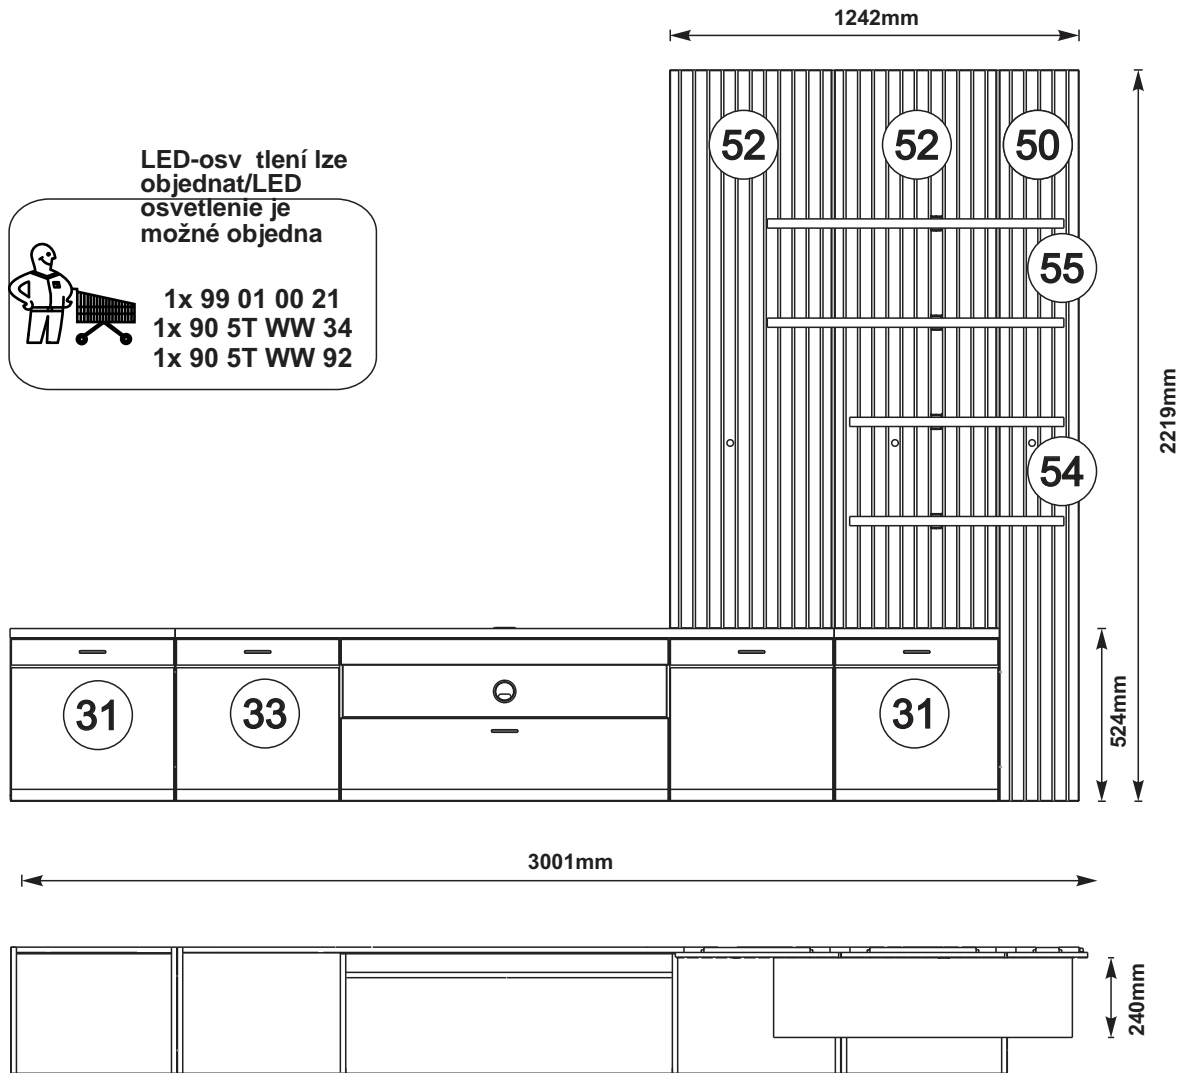 1242mm
52
52
50
LED-osv tlení lze
objednat/LED
osvetlenie je
možné objedna
1x 99 01 00 21
1x 90 5T WW 34
1x 90 5T WW 92
55
54
2219mm
31
33
31
524mm
3001mm
240mm